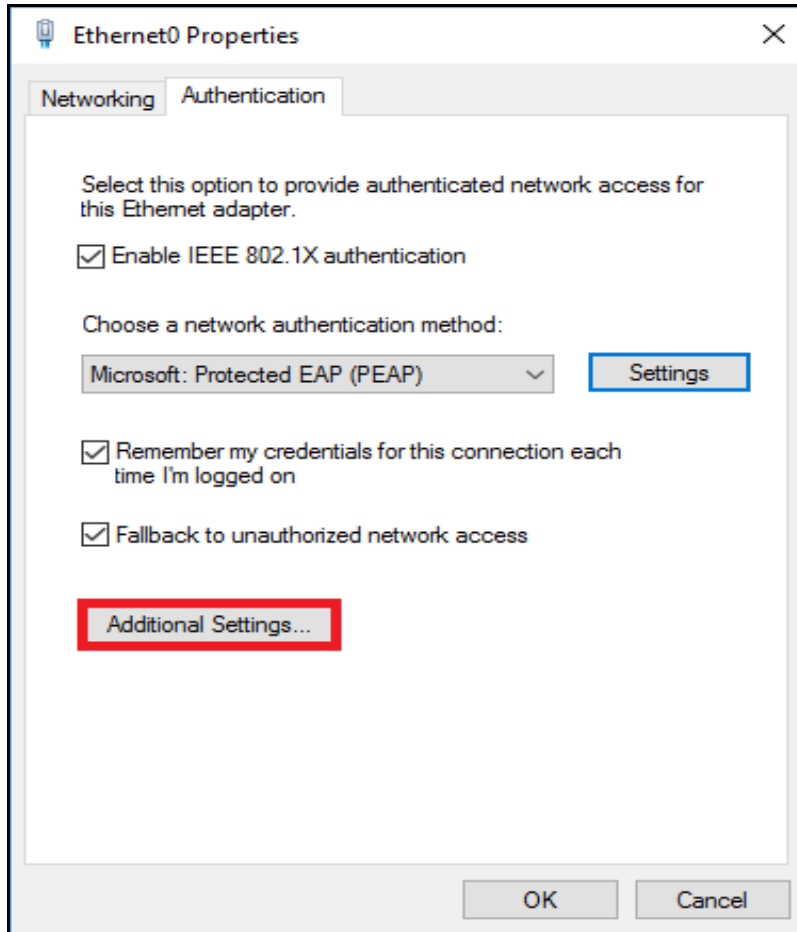 Ethernet0 Properties
Networking
Authentication
Select this option to provide authenticated network access for
this Ethernet adapter.
Enable IEEE 802.1X authentication
Choose a network authentication method:
Microsoft: Protected EAP (PEAP)
Settings
Remember my credentials for this connection each
time I'm logged on
Fallback to unauthorized network access
Additional Settings...
OK
Cancel